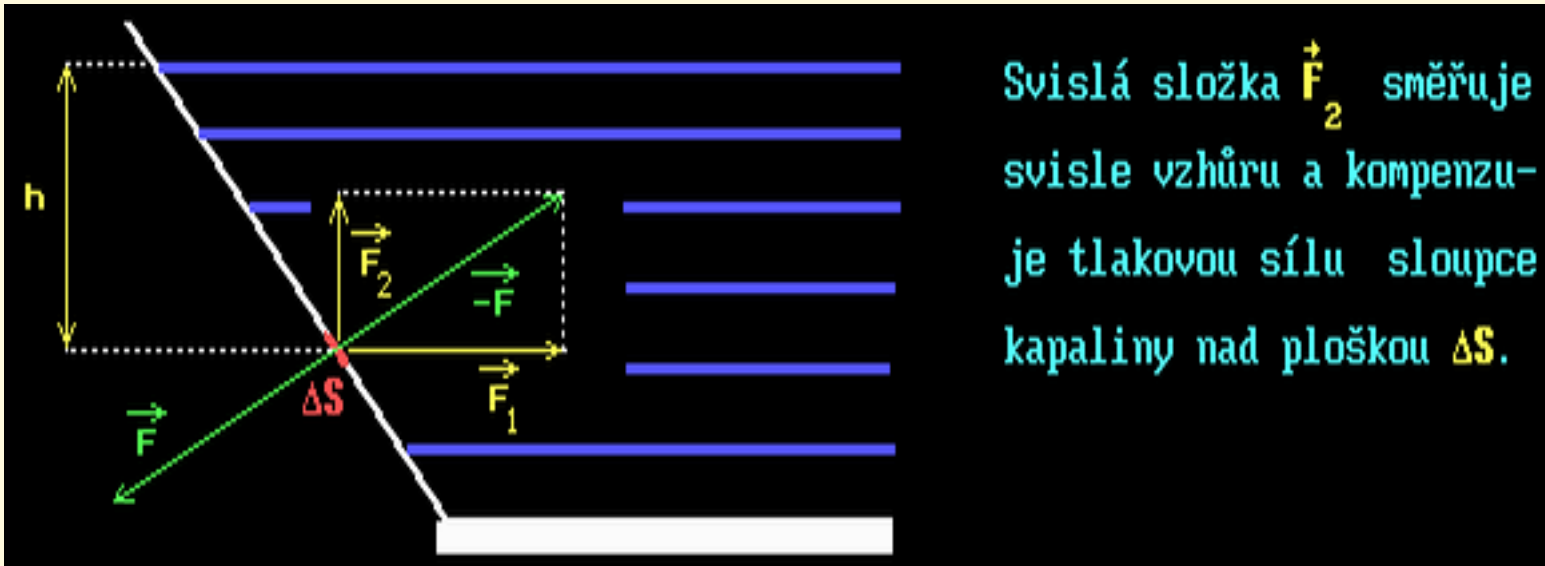 Svislá složka F2 směřuje
svisle vzhůru a kompenzu-
je tlakovou sílu sloupce
kapaliny nad ploškou ΔS.
h
F2
-F
F1
ΔS
F